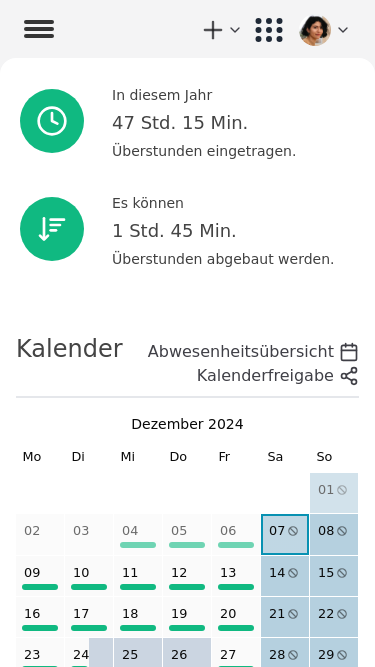 In diesem Jahr
47 Std. 15 Min.
Überstunden eingetragen.
Es können
1 Std. 45 Min.
Überstunden abgebaut werden.
Kalender
Abwesenheitsübersicht
Kalenderfreigabe
Dezember 2024
Mo Di Mi Do Fr Sa So
01
02 03 04 05 06 07 08
09 10 11 12 13 14 15
16 17 18 19 20 21 22
23 24 25 26 27 28 29